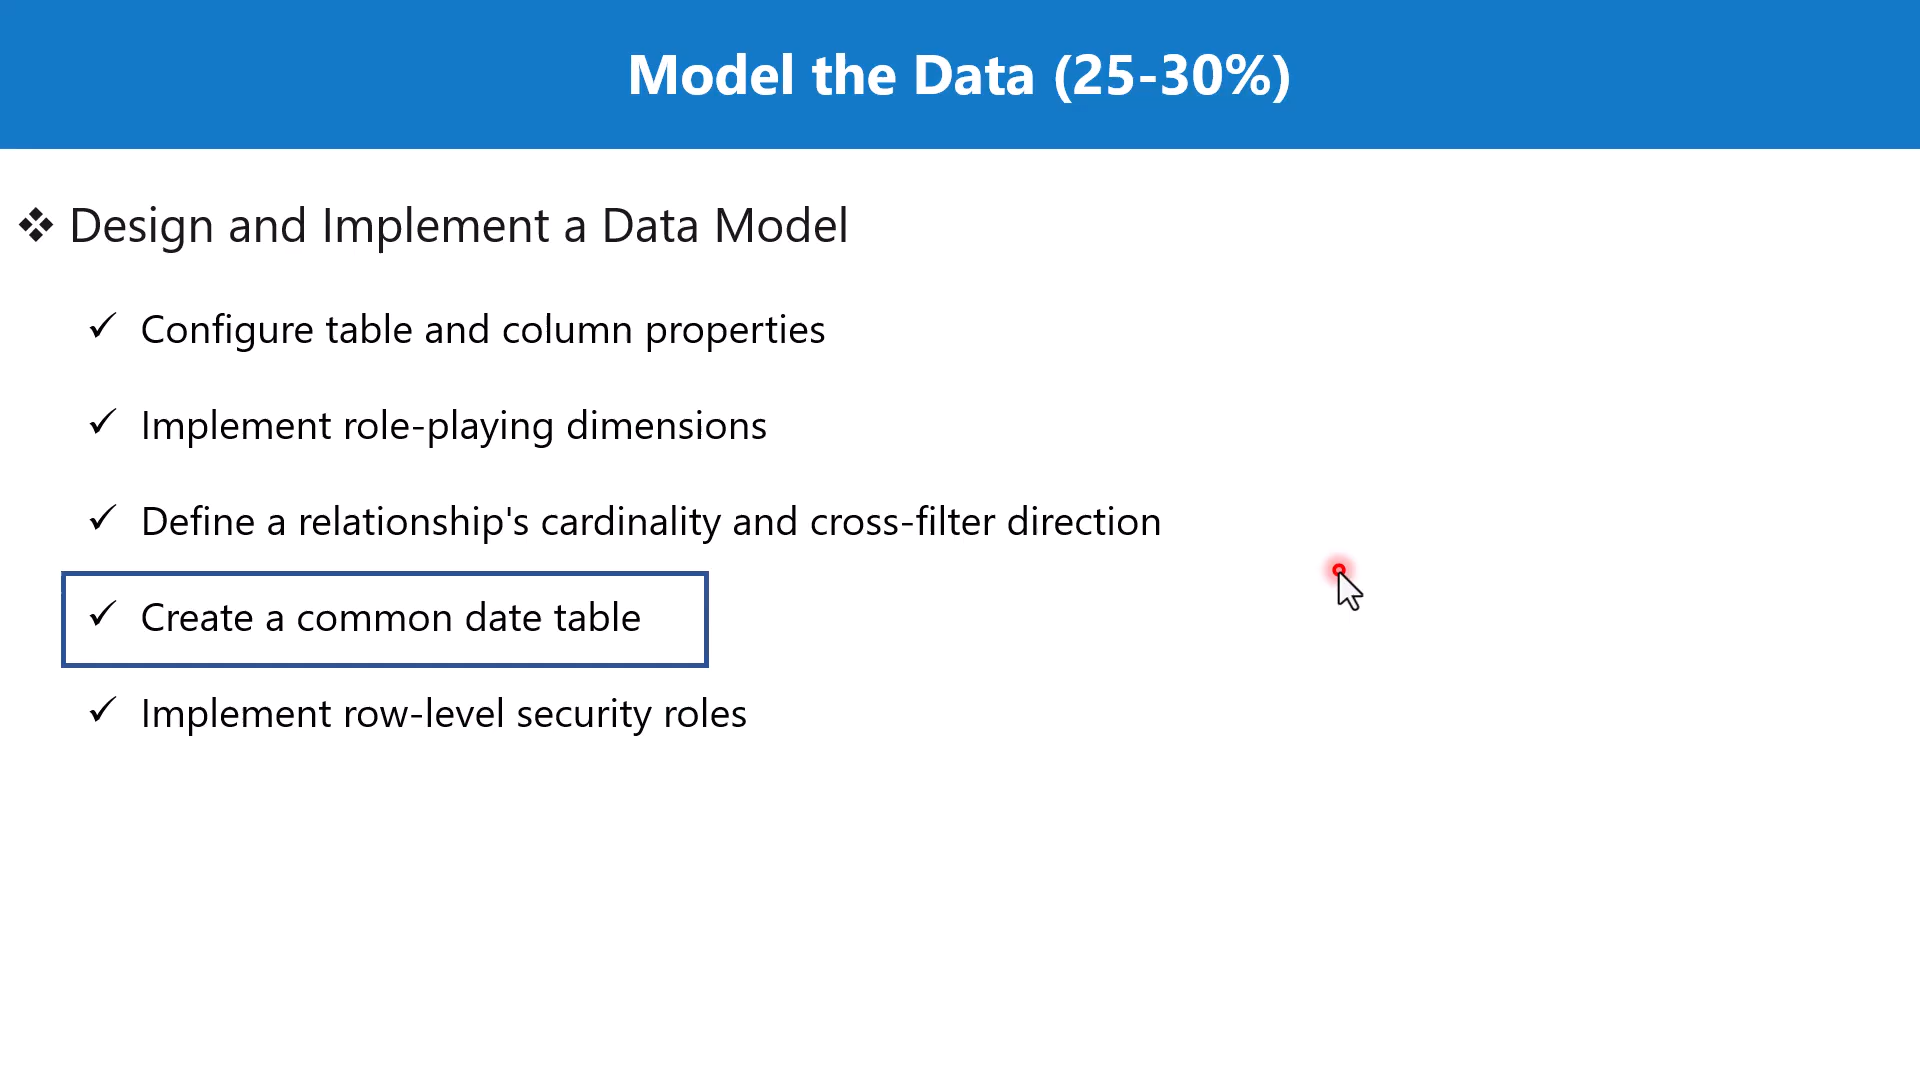 Model the Data (25-30%)
❖ Design and Implement a Data Model
✓ Configure table and column properties
✓ Implement role-playing dimensions
✓ Define a relationship's cardinality and cross-filter direction
✓ Create a common date table
✓ Implement row-level security roles